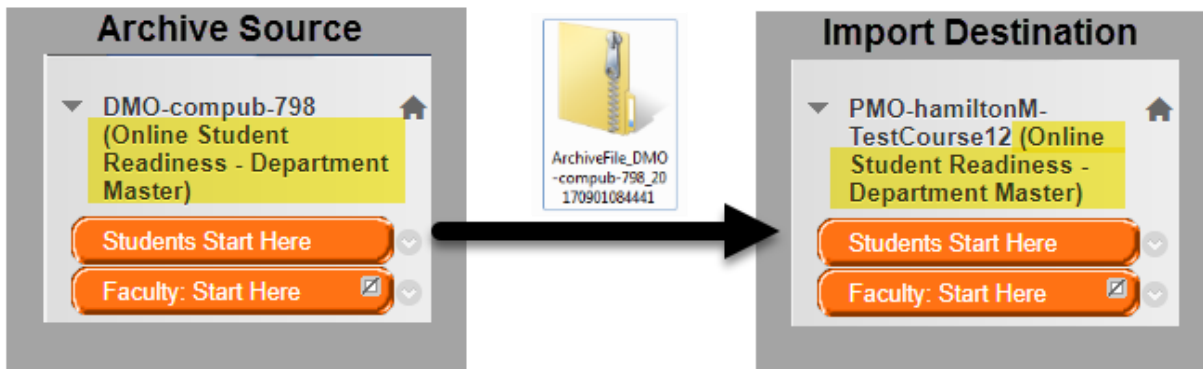 Archive Source
DMO-compub-798
(Online Student
Readiness - Department
Master)
Students Start Here
Faculty: Start Here
ArchiveFile_DMO
-compub-798_20
170901084441
Import Destination
PMO-hamiltonM-
TestCourse12 (Online
Student Readiness -
Department Master)
Students Start Here
Faculty: Start Here